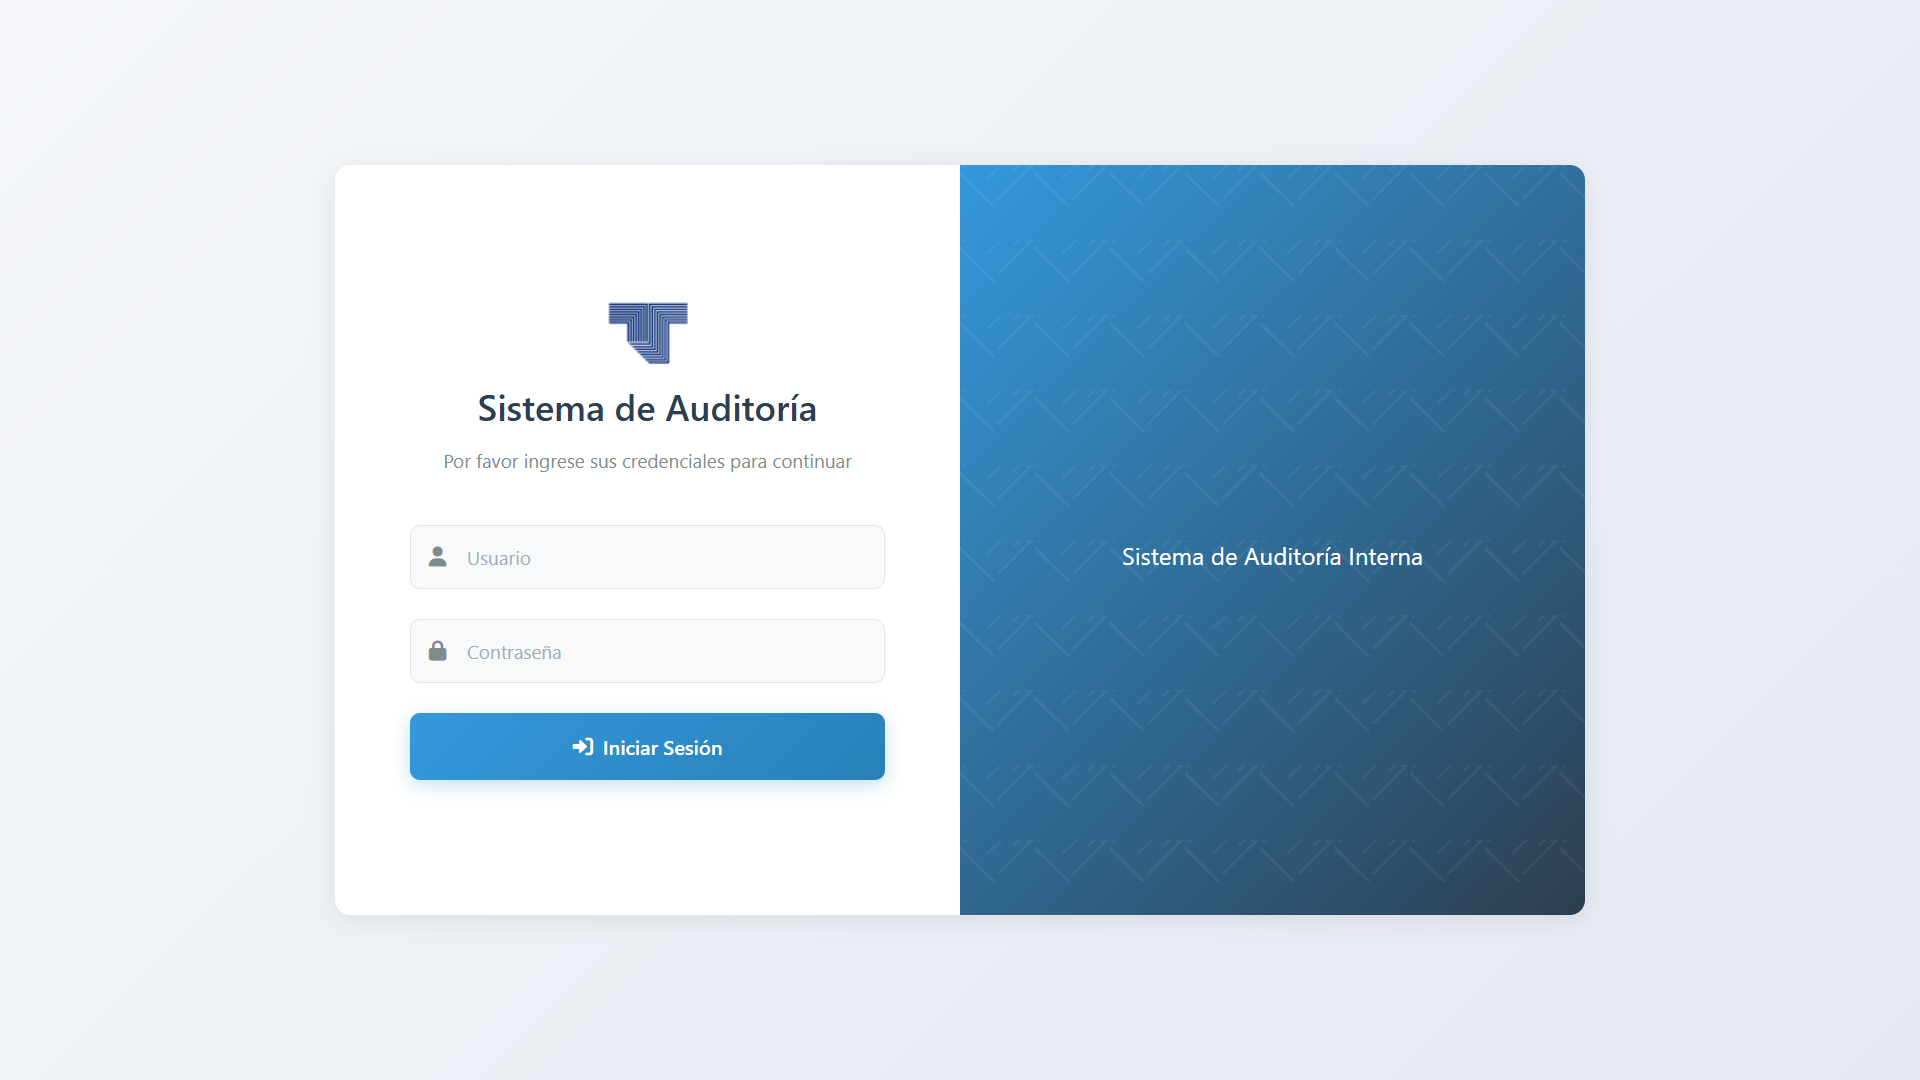 Sistema de Auditoría
Por favor ingrese sus credenciales para continuar
Usuario
Contraseña
Iniciar Sesión
Sistema de Auditoría Interna